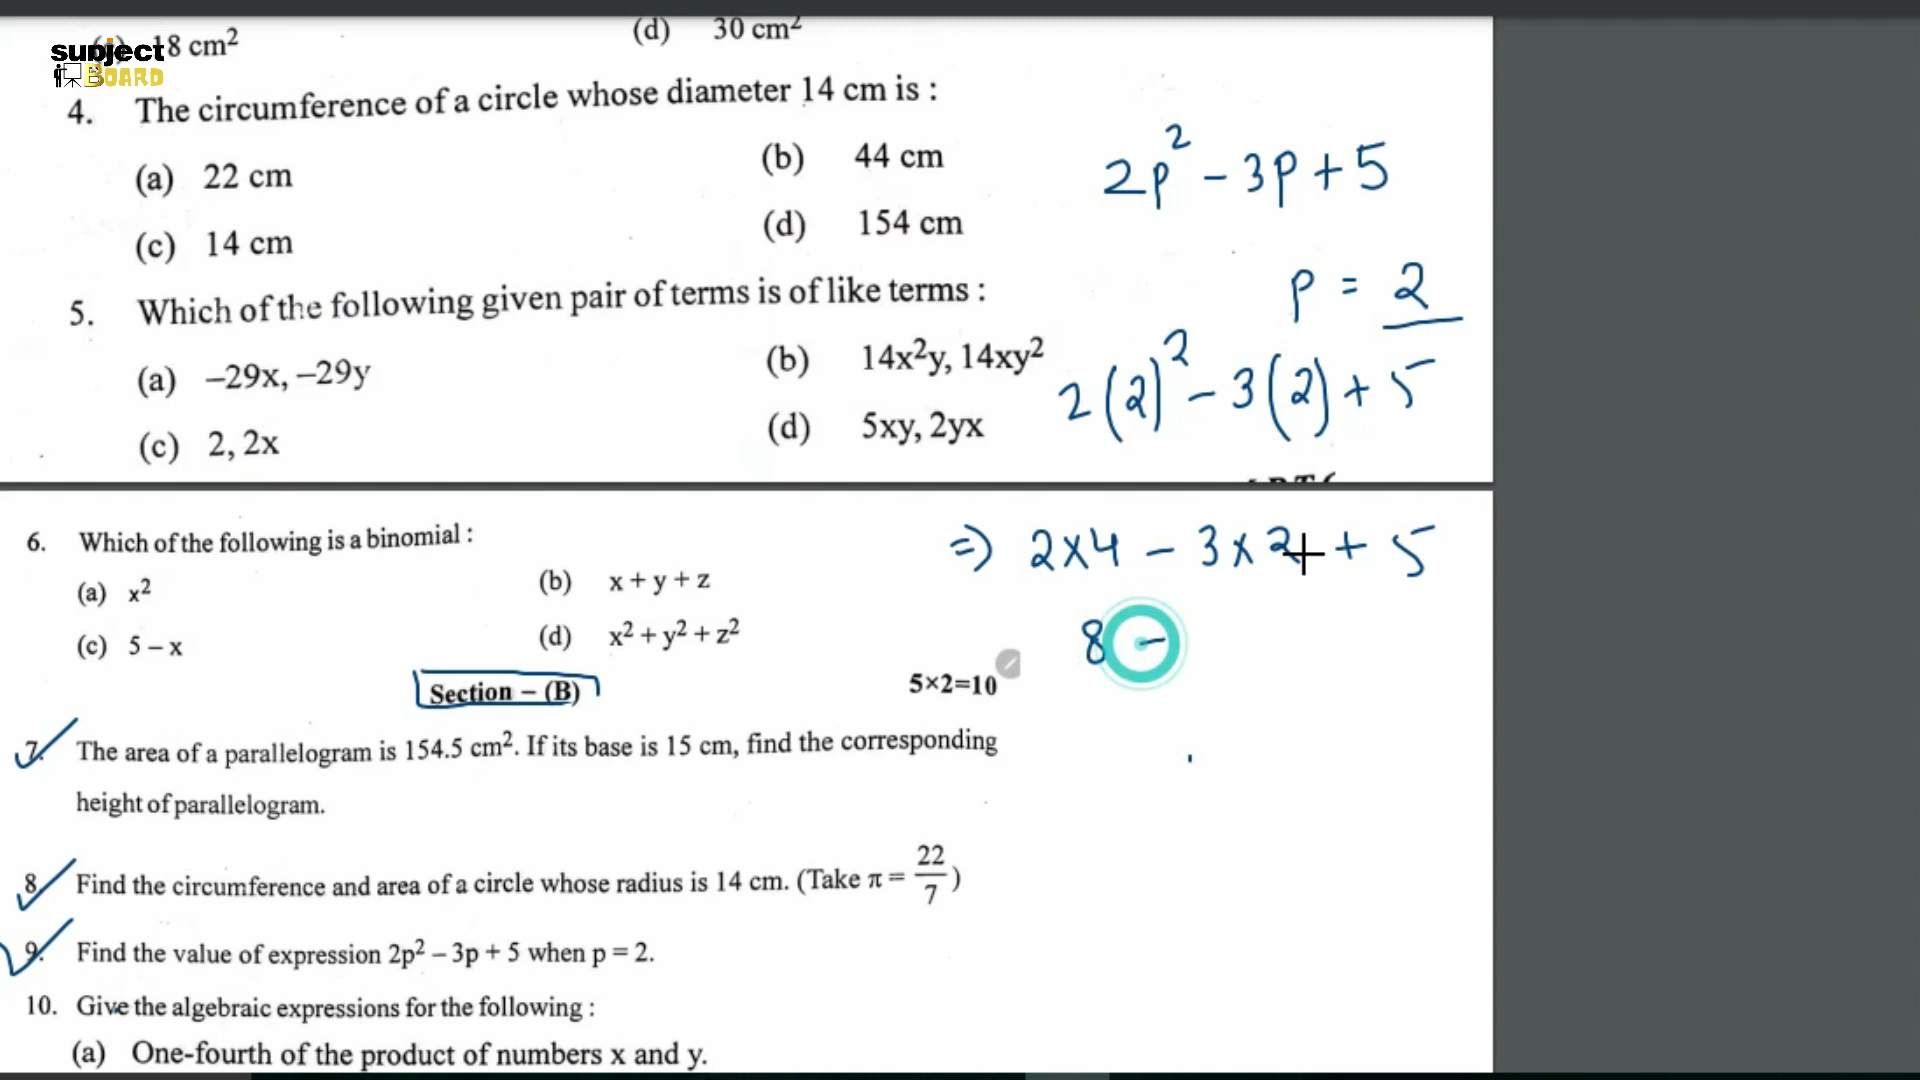 subject
BOARD
18 cm²
(d) 30 cm²
4. The circumference of a circle whose diameter 14 cm is :
(a) 22 cm
(b) 44 cm
(c) 14 cm
(d) 154 cm
5. Which of the following given pair of terms is of like terms :
(a) –29x, –29y
(b) 14x²y, 14xy²
(c) 2, 2x
(d) 5xy, 2yx
2p² - 3p + 5
p = 2
2(2)² - 3(2) + 5
6. Which of the following is a binomial :
(a) x²
(b) x + y + z
(c) 5 – x
(d) x² + y² + z²
Section – (B)
5×2=10
⇒ 2×4 - 3×2 + 5
8 -
7. The area of a parallelogram is 154.5 cm². If its base is 15 cm, find the corresponding
height of parallelogram.
8. Find the circumference and area of a circle whose radius is 14 cm. (Take π = 22/7)
9. Find the value of expression 2p² – 3p + 5 when p = 2.
10. Give the algebraic expressions for the following :
(a) One-fourth of the product of numbers x and y.